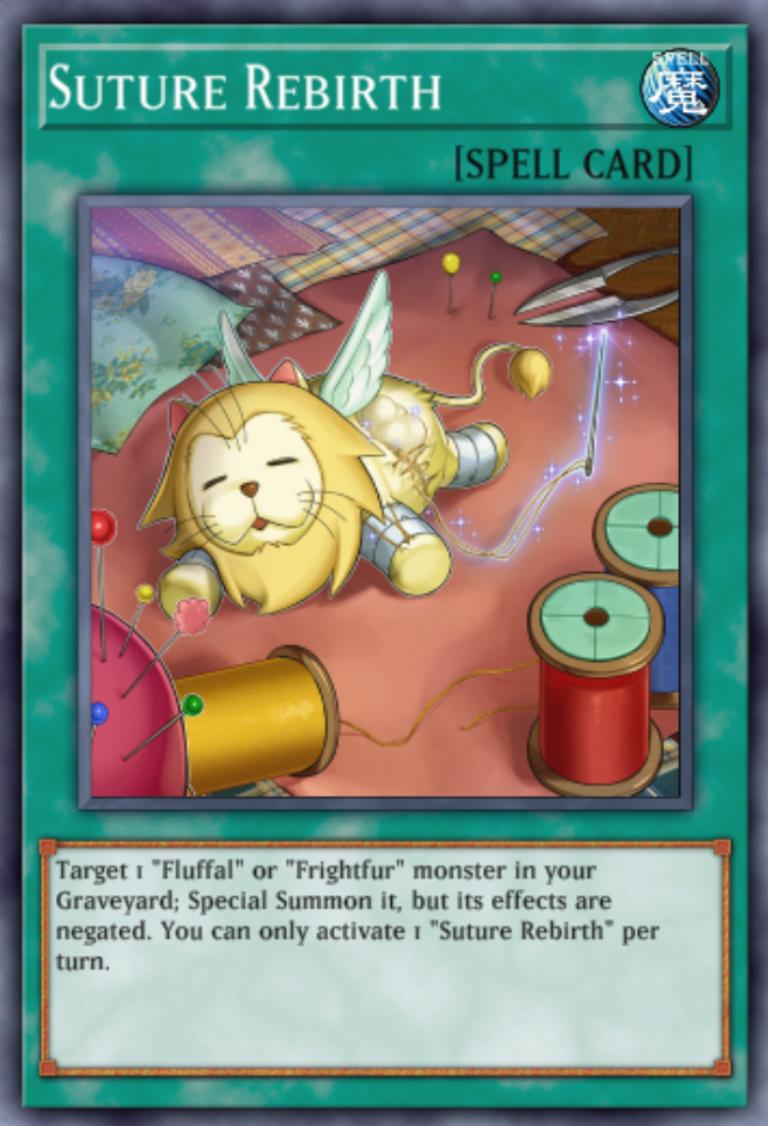 SUTURE REBIRTH
SPELL
魔
[SPELL CARD]
Target 1 "Fluffal" or "Frightfur" monster in your
Graveyard; Special Summon it, but its effects are
negated. You can only activate 1 "Suture Rebirth" per
turn.